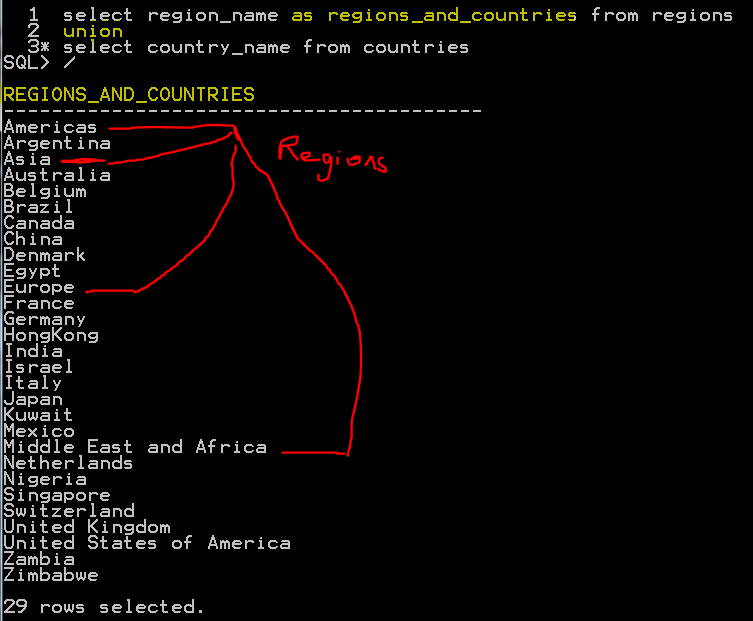 1 select region_name as regions_and_countries from regions
2 union
3* select country_name from countries
SQL> /
REGIONS_AND_COUNTRIES
----------------------------------------
Americas
Argentina
Asia
Regions
Australia
Belgium
Brazil
Canada
China
Denmark
Egypt
Europe
France
Germany
HongKong
India
Israel
Italy
Japan
Kuwait
Mexico
Middle East and Africa
Netherlands
Nigeria
Singapore
Switzerland
United Kingdom
United States of America
Zambia
Zimbabwe
29 rows selected.